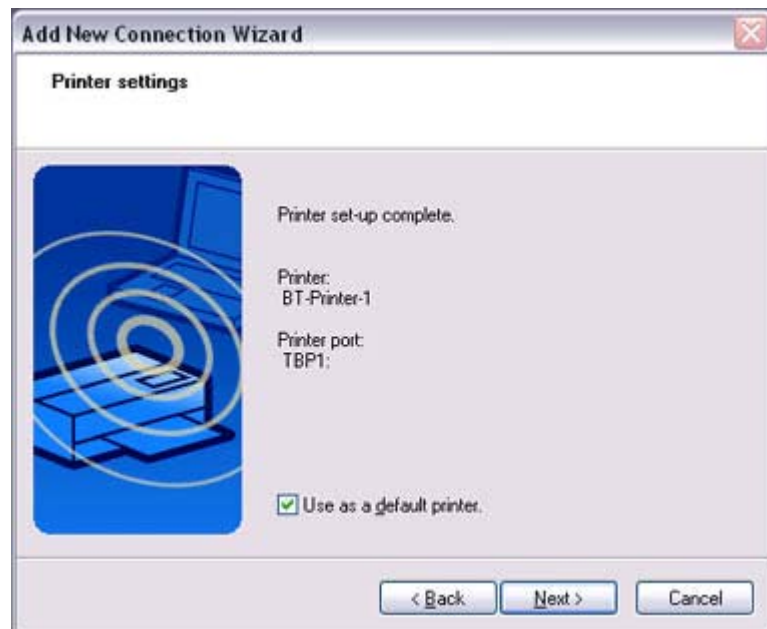 Add New Connection Wizard
Printer settings
Printer set-up complete.
Printer:
BT-Printer-1
Printer port:
TBP1:
Use as a default printer.
< Back
Next >
Cancel